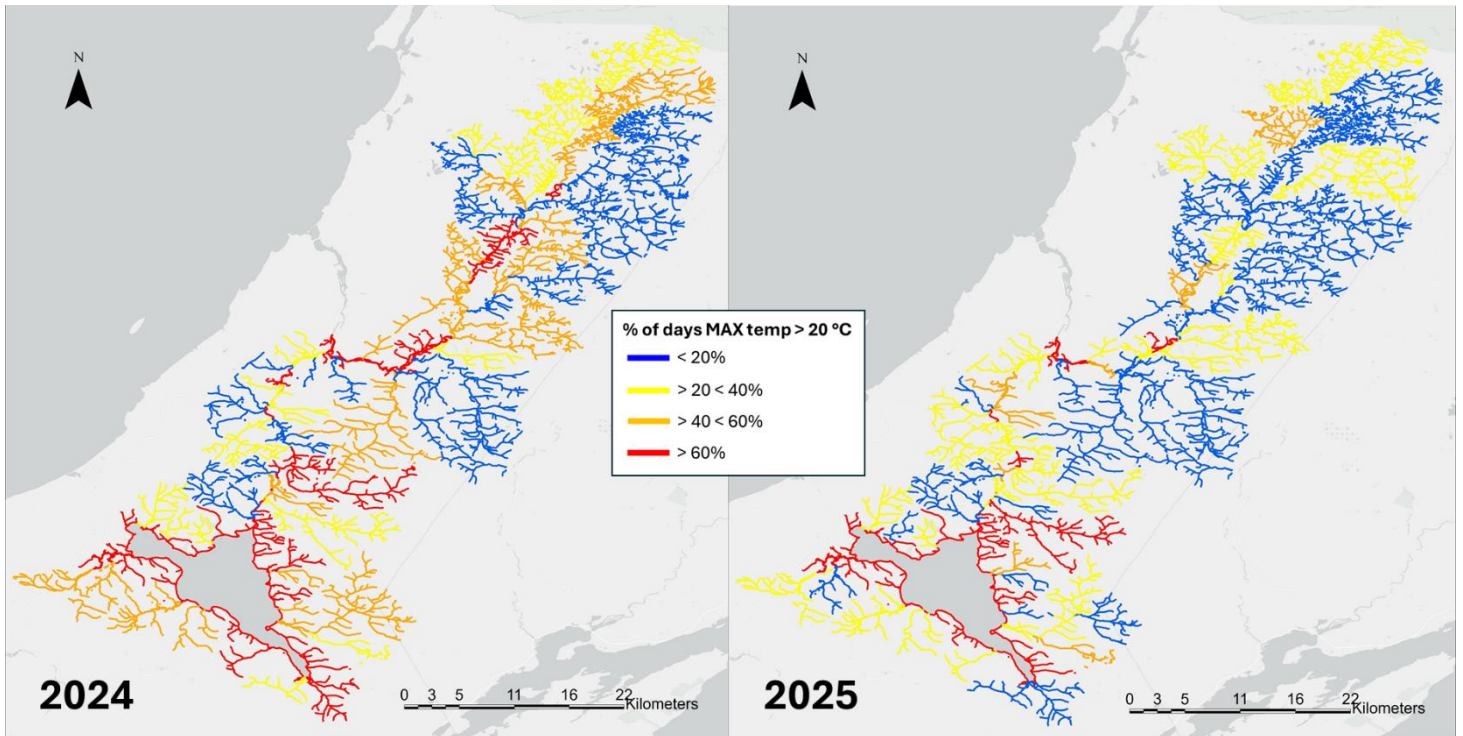 N
N
% of days MAX temp > 20 °C
< 20%
> 20 < 40%
> 40 < 60%
> 60%
2024
0 3 5 11 16 22
Kilometers
2025
0 3 5 11 16 22
Kilometers